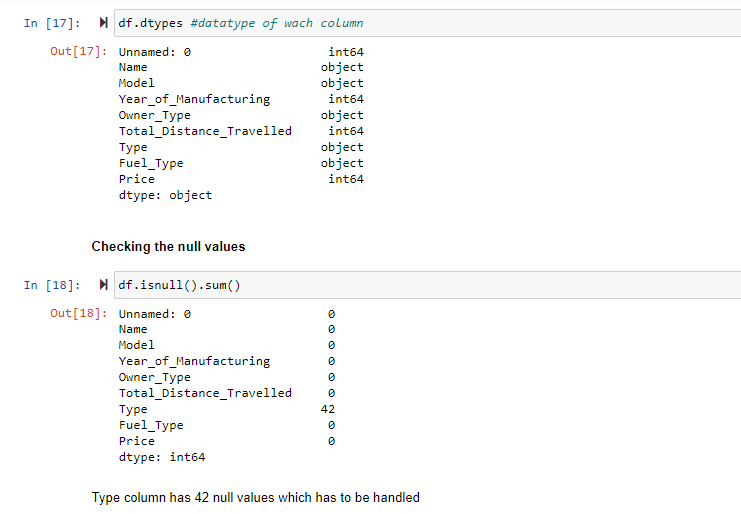 In [17]: df.dtypes #datatype of wach column
Out[17]: Unnamed: 0 int64
Name object
Model object
Year_of_Manufacturing int64
Owner_Type object
Total_Distance_Travelled int64
Type object
Fuel_Type object
Price int64
dtype: object
Checking the null values
In [18]: df.isnull().sum()
Out[18]: Unnamed: 0 0
Name 0
Model 0
Year_of_Manufacturing 0
Owner_Type 0
Total_Distance_Travelled 0
Type 42
Fuel_Type 0
Price 0
dtype: int64
Type column has 42 null values which has to be handled